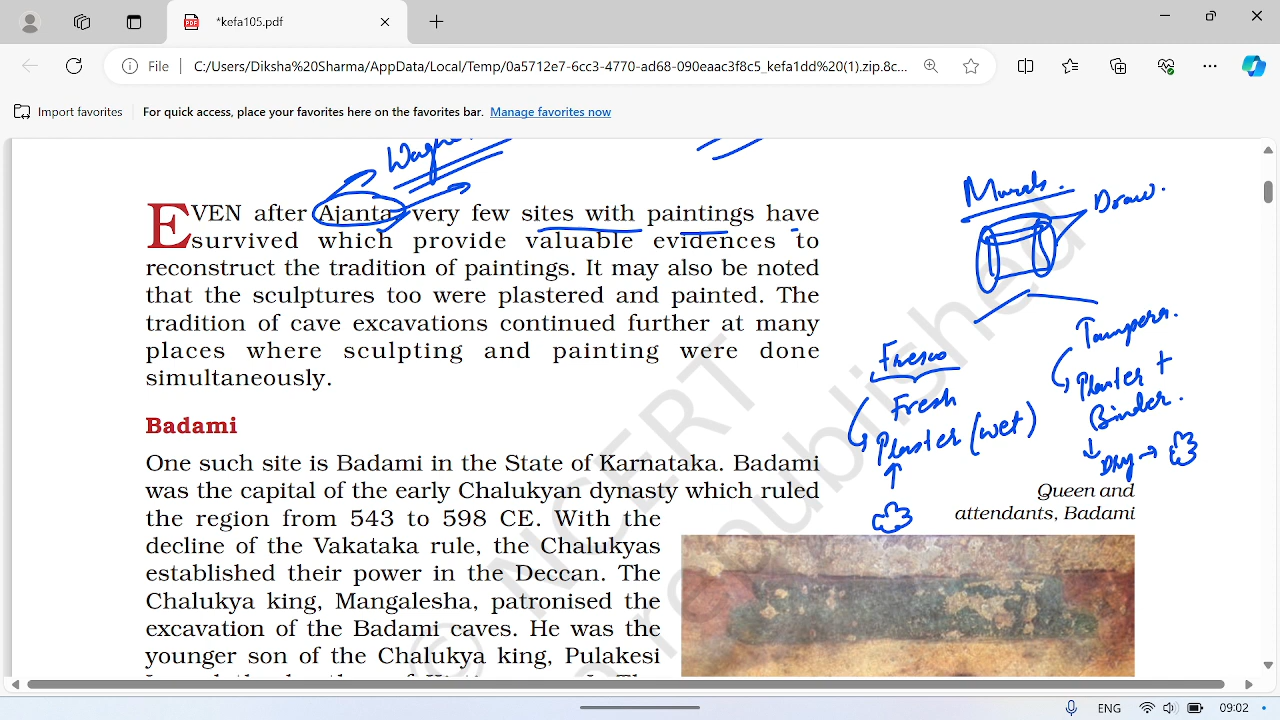 *kefa105.pdf
File
C:/Users/Diksha%20Sharma/AppData/Local/Temp/0a5712e7-6cc3-4770-ad68-090eaac3f8c5_kefa1dd%20(1).zip.8c...
Import favorites
For quick access, place your favorites here on the favorites bar. Manage favorites now
Murals.
Draw.
EVEN after Ajanta, very few sites with paintings have
survived which provide valuable evidences to
reconstruct the tradition of paintings. It may also be noted
that the sculptures too were plastered and painted. The
tradition of cave excavations continued further at many
places where sculpting and painting were done
simultaneously.
Fresco
Fresh
Plaster (wet)
Tampera.
Plaster +
Binder.
Dry
Badami
One such site is Badami in the State of Karnataka. Badami
was the capital of the early Chalukyan dynasty which ruled
the region from 543 to 598 CE. With the
decline of the Vakataka rule, the Chalukyas
established their power in the Deccan. The
Chalukya king, Mangalesha, patronised the
excavation of the Badami caves. He was the
younger son of the Chalukya king, Pulakesi
Queen and
attendants, Badami
© NCERT
republished
ENG
09:02